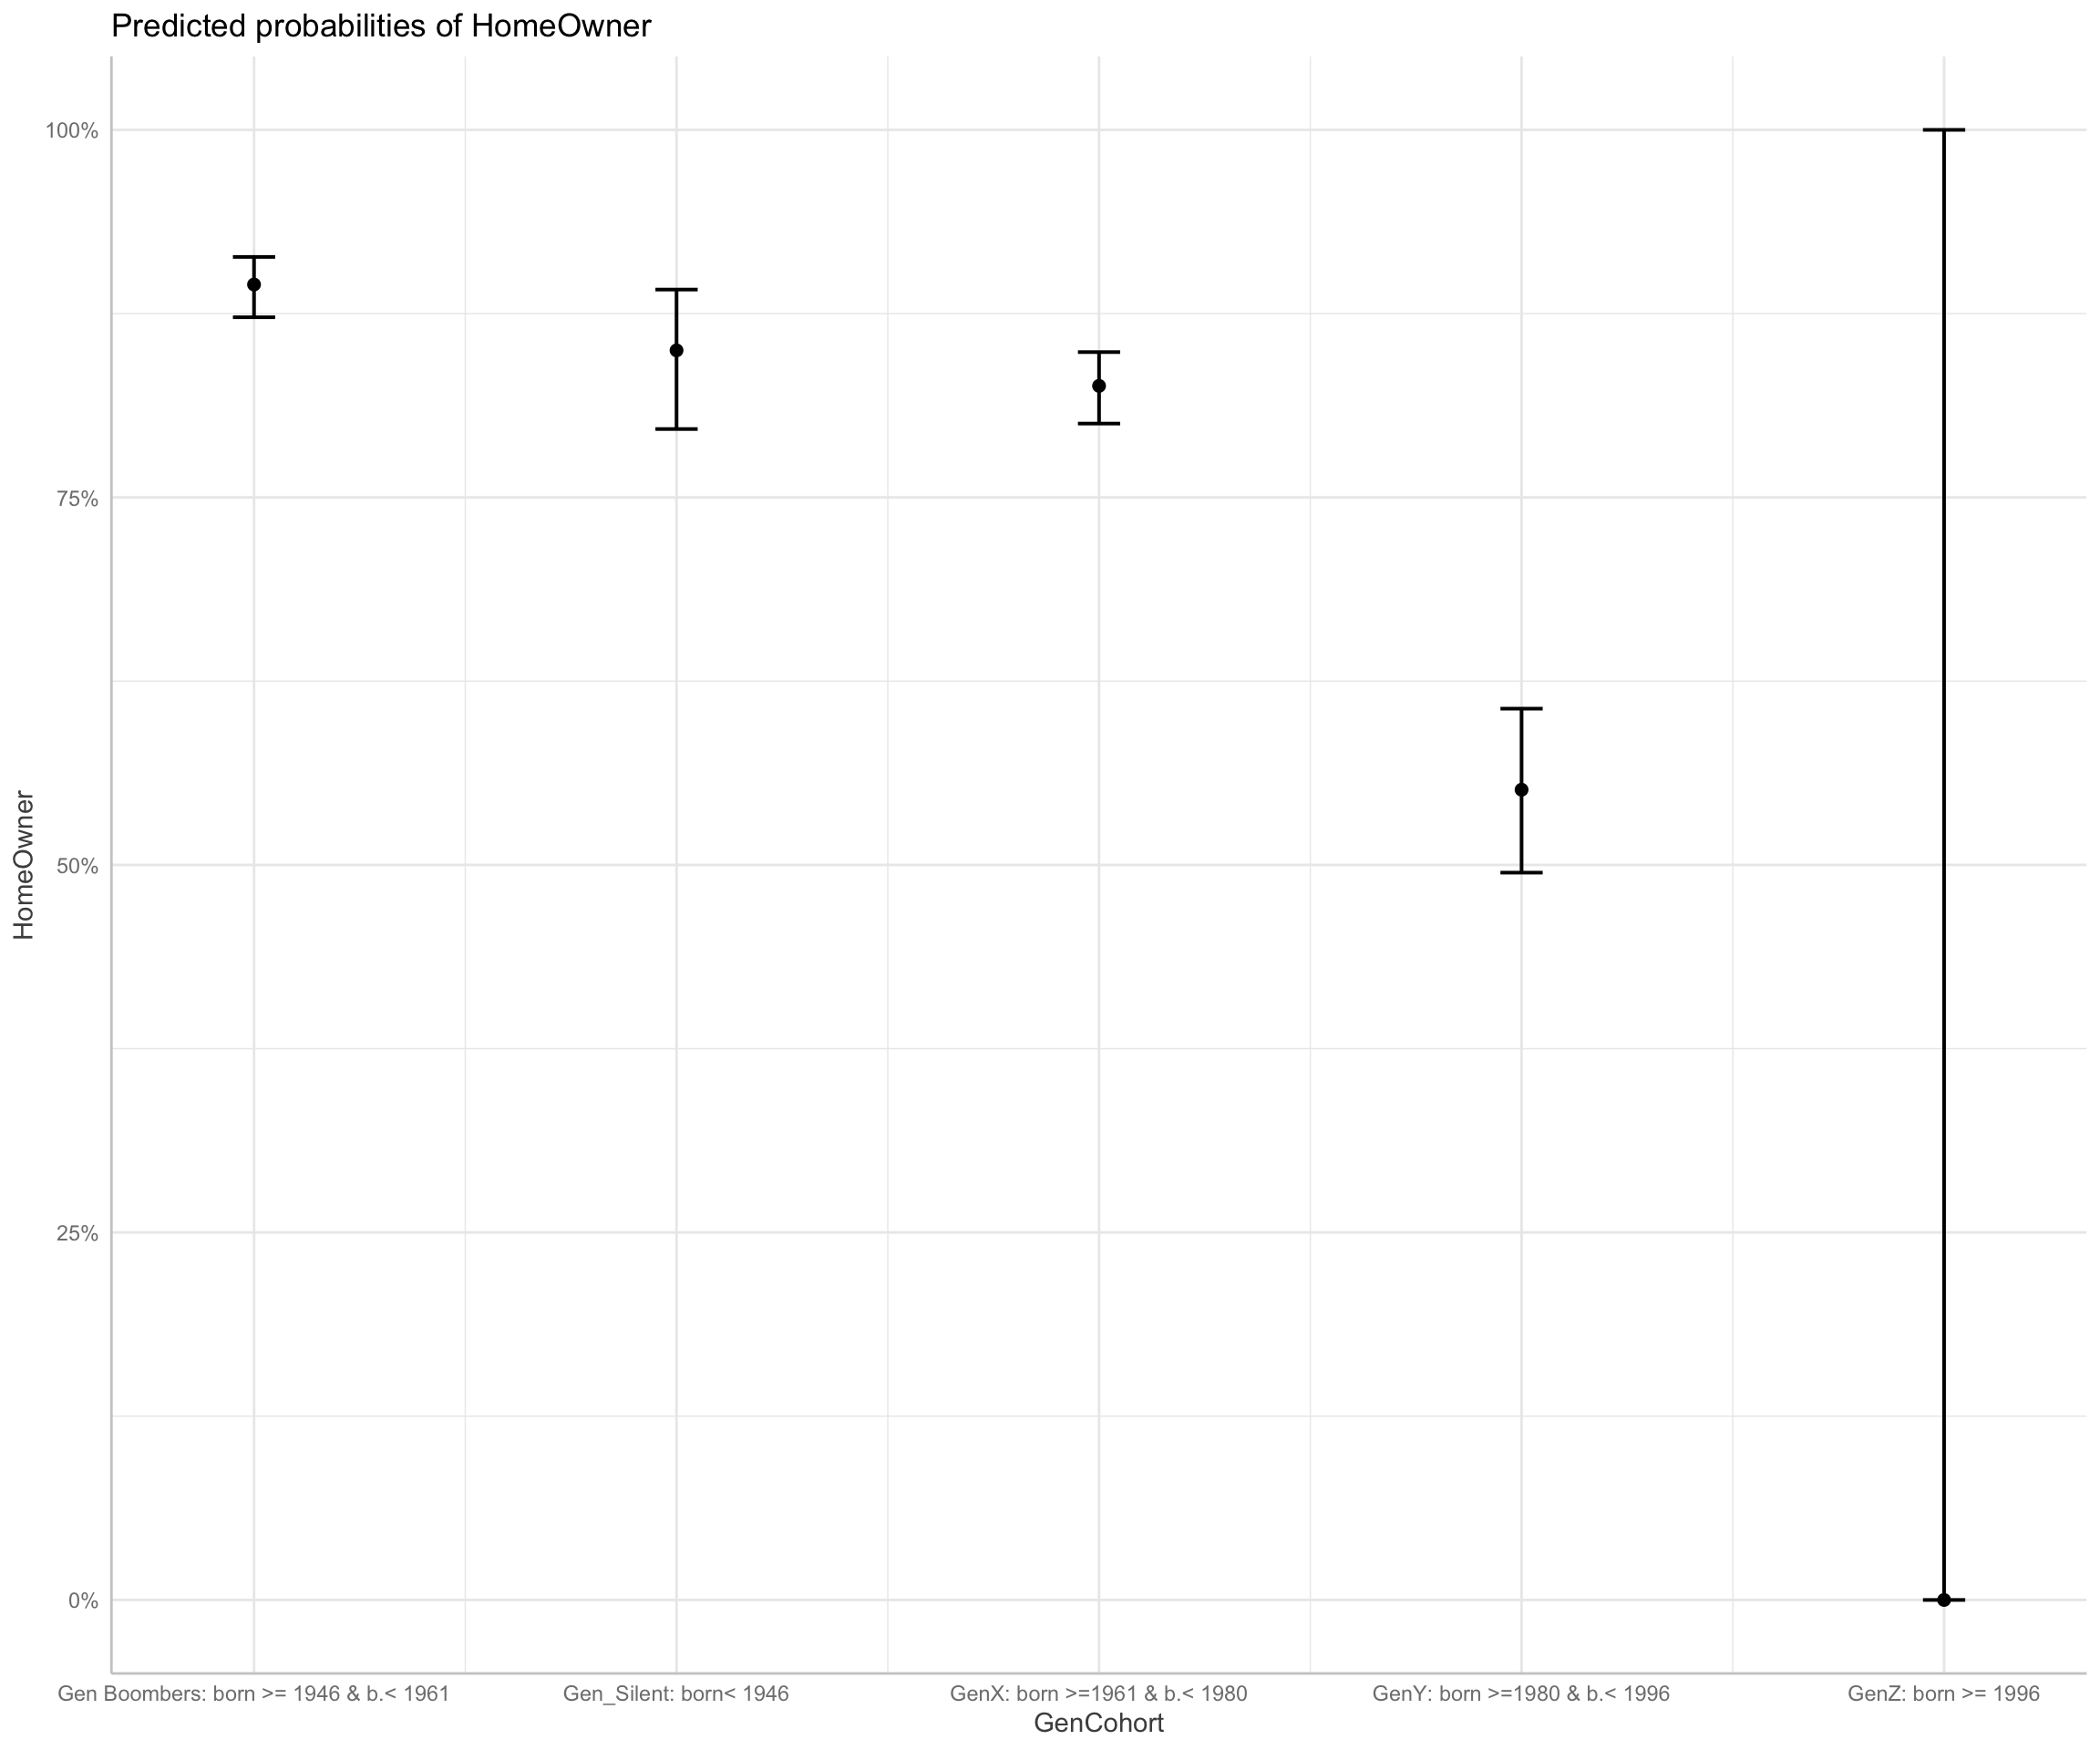 Predicted probabilities of HomeOwner
100%
75%
50%
25%
0%
HomeOwner
Gen Boombers: born >= 1946 & b.< 1961
Gen_Silent: born< 1946
GenX: born >=1961 & b.< 1980
GenY: born >=1980 & b.< 1996
GenZ: born >= 1996
GenCohort